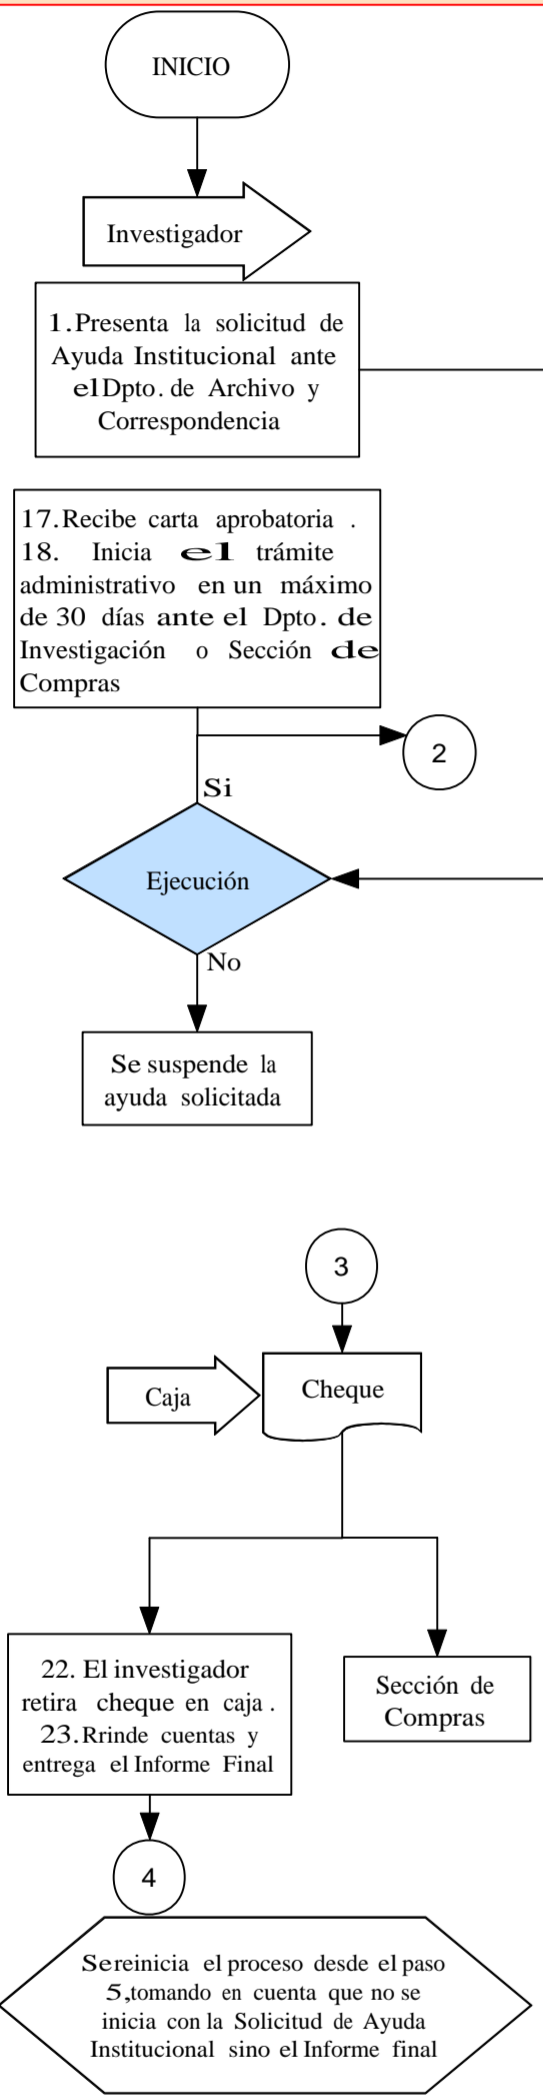 INICIO
Investigador
1.Presenta la solicitud de
Ayuda Institucional ante
el Dpto. de Archivo y
Correspondencia
17.Recibe carta aprobatoria .
18. Inicia el trámite
administrativo en un máximo
de 30 días ante el Dpto. de
Investigación o Sección de
Compras
2
Si
Ejecución
No
Se suspende la
ayuda solicitada
3
Caja
Cheque
22. El investigador
retira cheque en caja .
23.Rrinde cuentas y
entrega el Informe Final
Sección de
Compras
4
Sereinicia el proceso desde el paso
5,tomando en cuenta que no se
inicia con la Solicitud de Ayuda
Institucional sino el Informe final